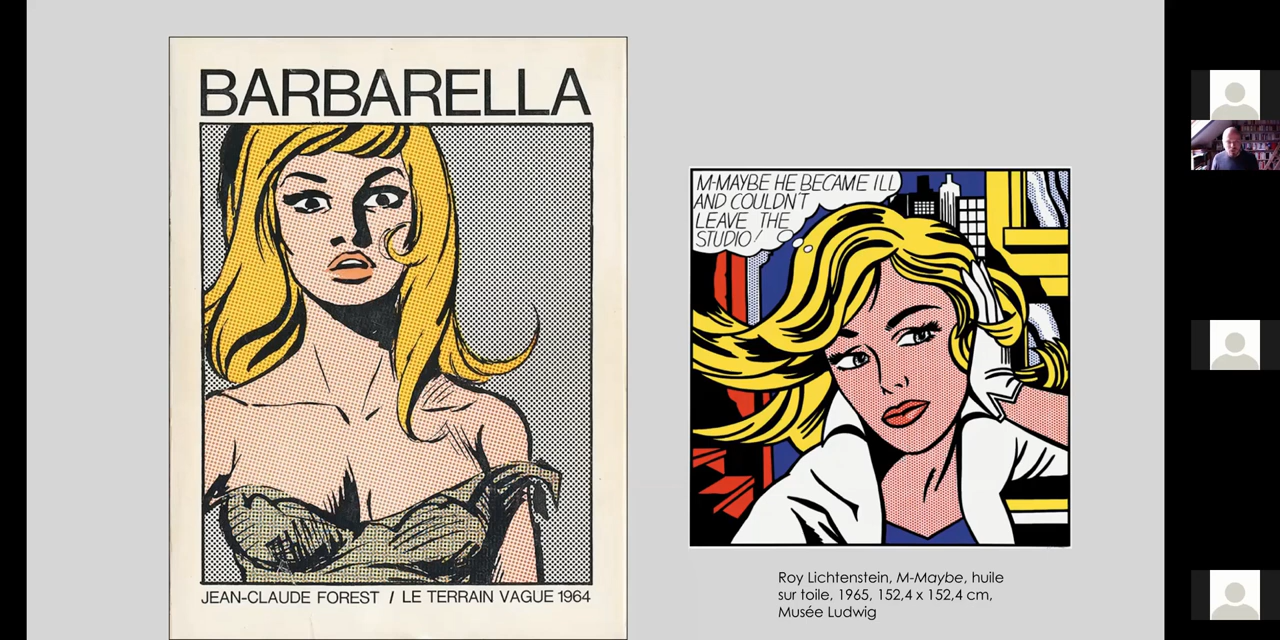 BARBARELLA
JEAN-CLAUDE FOREST / LE TERRAIN VAGUE 1964
M-MAYBE HE BECAME ILL
AND COULDN'T
LEAVE THE
STUDIO!
Roy Lichtenstein, M-Maybe, huile
sur toile, 1965, 152,4 x 152,4 cm,
Musée Ludwig